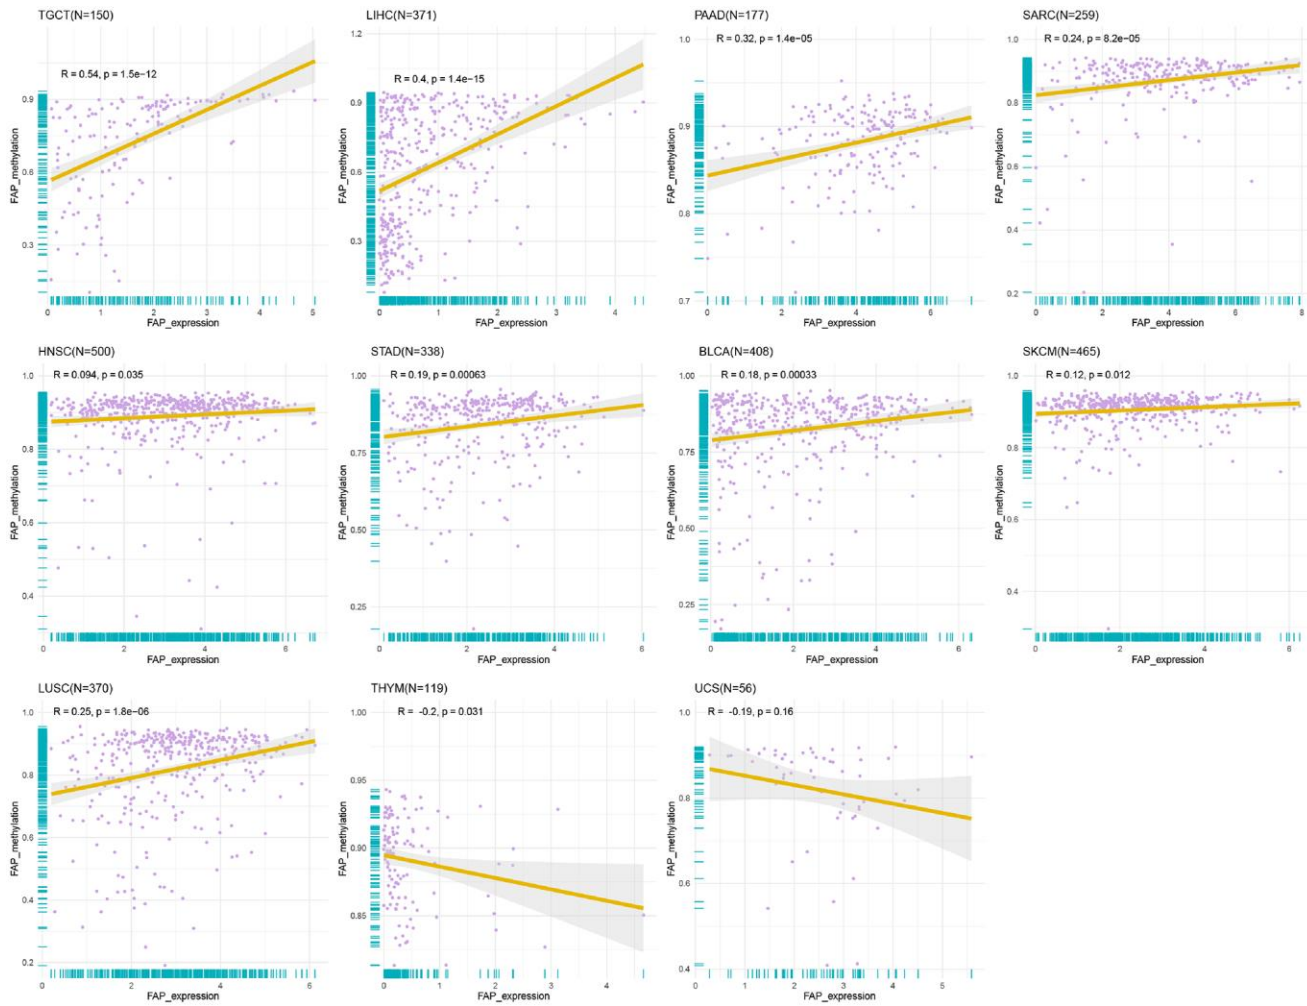 TGCT(N=150)
R = 0.54, p = 1.5e−12
FAP_methylation
0.9
0.6
0.3
0 1 2 3 4 5
FAP_expression
LIHC(N=371)
R = 0.4, p = 1.4e−15
FAP_methylation
1.2
0.9
0.6
0.3
0 1 2 3 4
FAP_expression
PAAD(N=177)
R = 0.32, p = 1.4e−05
FAP_methylation
1.0
0.9
0.8
0.7
0 2 4 6
FAP_expression
SARC(N=259)
R = 0.24, p = 8.2e−05
FAP_methylation
1.0
0.8
0.6
0.4
0.2
0 2 4 6 8
FAP_expression
HNSC(N=500)
R = 0.094, p = 0.035
FAP_methylation
1.0
0.8
0.6
0.4
0 2 4 6
FAP_expression
STAD(N=338)
R = 0.19, p = 0.00063
FAP_methylation
1.00
0.75
0.50
0.25
0 2 4 6
FAP_expression
BLCA(N=408)
R = 0.18, p = 0.00033
FAP_methylation
1.00
0.75
0.50
0.25
0 2 4 6
FAP_expression
SKCM(N=465)
R = 0.12, p = 0.012
FAP_methylation
1.0
0.8
0.6
0.4
0 2 4 6
FAP_expression
LUSC(N=370)
R = 0.25, p = 1.8e−06
FAP_methylation
1.0
0.8
0.6
0.4
0.2
0 2 4 6
FAP_expression
THYM(N=119)
R = -0.2, p = 0.031
FAP_methylation
1.00
0.95
0.90
0.85
0 1 2 3 4
FAP_expression
UCS(N=56)
R = -0.19, p = 0.16
FAP_methylation
1.0
0.8
0.6
0.4
0 1 2 3 4 5
FAP_expression